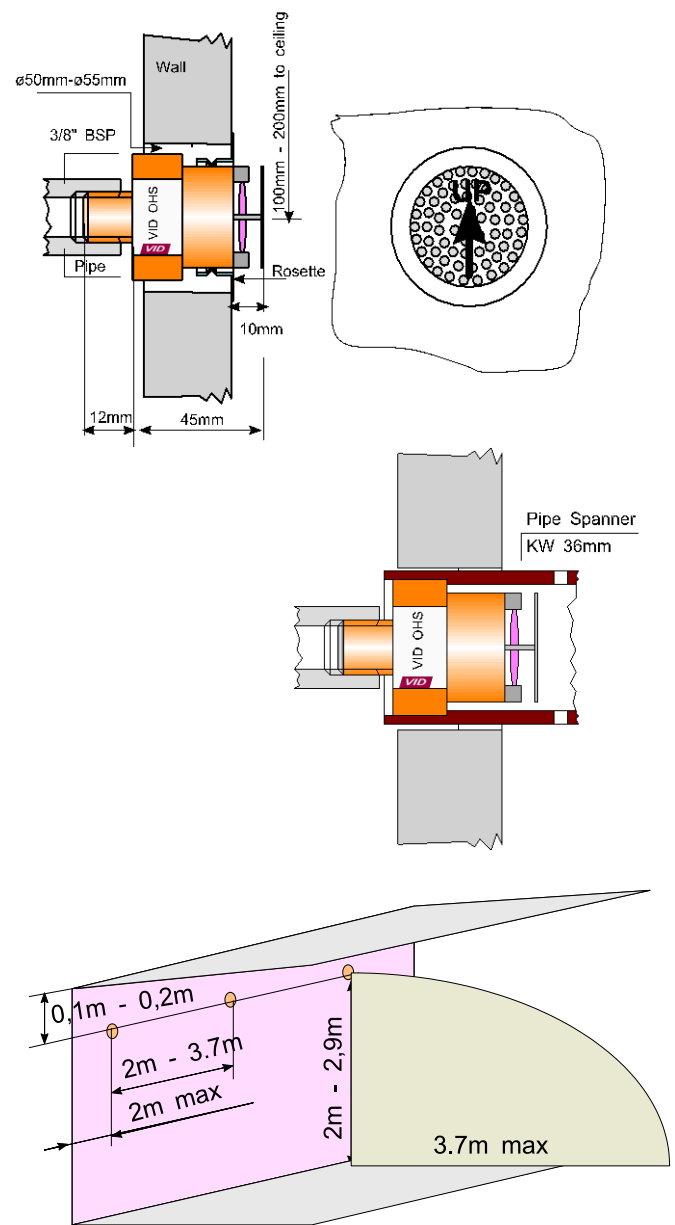 Wall
ø50mm-ø55mm
100mm - 200mm to ceiling
3/8" BSP
VID OHS
VID
Pipe
Rosette
10mm
12mm
45mm
UP
Pipe Spanner
KW 36mm
VID OHS
VID
0,1m - 0,2m
2m - 3.7m
2m max
2m - 2,9m
3.7m max